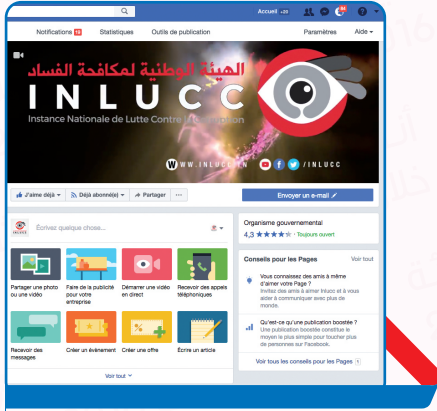 Accueil +20
Notifications 10 Statistiques Outils de publication Paramètres Aide
الهيئة الوطنية لمكافحة الفساد
INLUCC
Instance Nationale de Lutte Contre la
/ INLUCC
J'aime déjà Déjà abonné(e) Partager ... Envoyer un e-mail
Écrivez quelque chose...
Organisme gouvernemental
4,3 ★★★★★ · Toujours ouvert
Partager une photo ou une vidéo
Faire de la publicité pour votre entreprise
Démarrer une vidéo en direct
Recevoir des appels téléphoniques
Recevoir des messages
Créer un évènement
Créer une offre
Écrire un article
Voir tout
Conseils pour les Pages Voir tout
Vous connaissez des amis à même
d'aimer votre Page ?
Invitez des amis à aimer Inlucc et à vous
aider à communiquer avec plus de
monde.
Qu'est-ce qu'une publication boostée ?
Une publication boostée constitue le
moyen le plus simple pour toucher plus
de personnes sur Facebook.
Voir tous les conseils pour les Pages